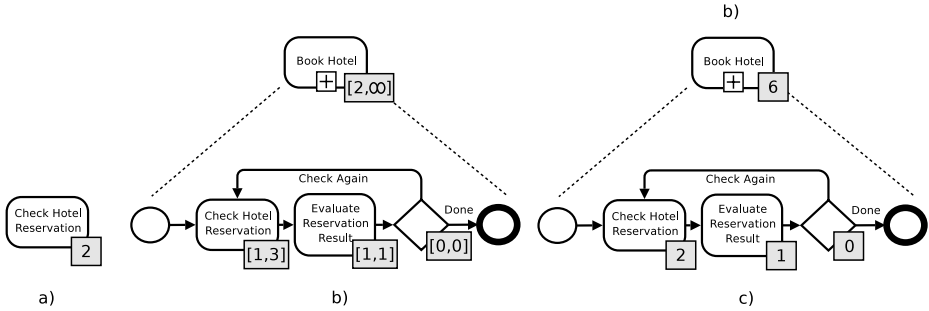 b)
Book Hotel
[2,∞]
Book Hotel
6
Check Again
Check Again
Check Hotel
Reservation
2
Check Hotel
Reservation
[1,3]
Evaluate
Reservation
Result
[1,1]
Done
[0,0]
Check Hotel
Reservation
2
Evaluate
Reservation
Result
1
Done
0
a)
b)
c)